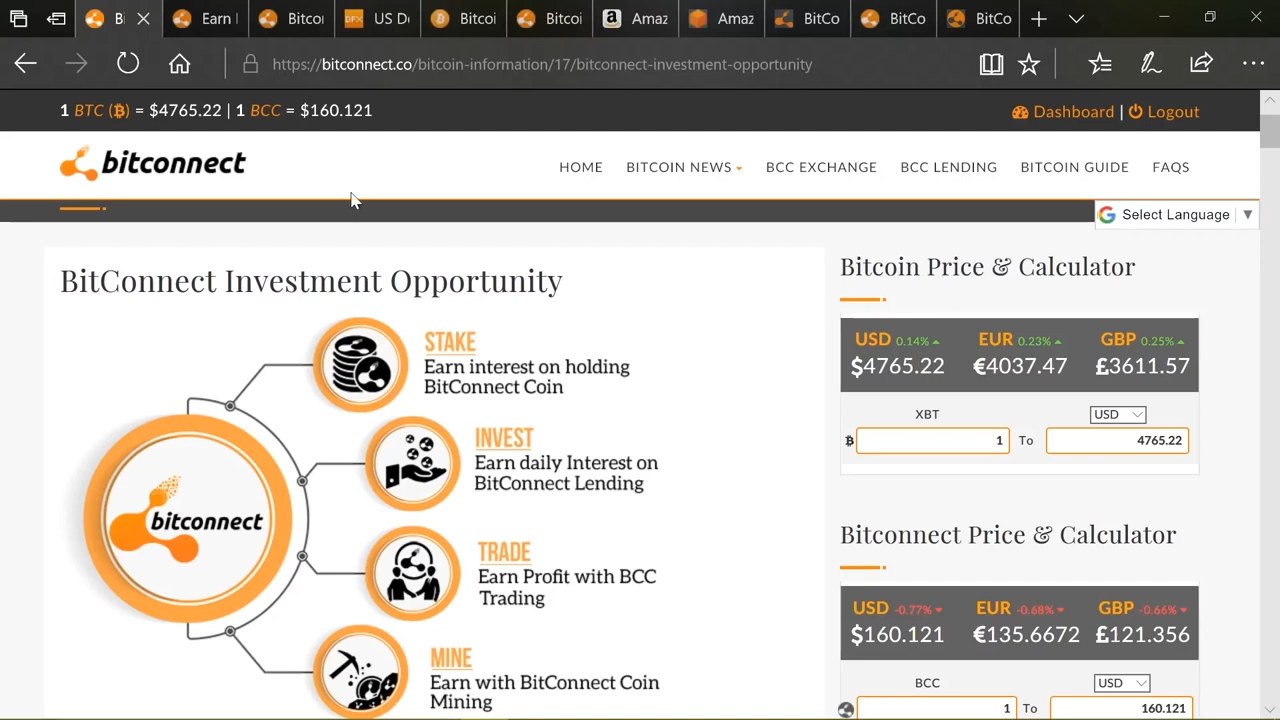 B
Earn
Bitcor
US D
Bitcoi
Bitcoi
Amaz
Amaz
BitCo
BitCo
BitCo
https://bitconnect.co/bitcoin-information/17/bitconnect-investment-opportunity
1 BTC (₿) = $4765.22 | 1 BCC = $160.121
Dashboard | Logout
bitconnect
HOME BITCOIN NEWS BCC EXCHANGE BCC LENDING BITCOIN GUIDE FAQS
Select Language ▼
BitConnect Investment Opportunity
STAKE
Earn interest on holding
BitConnect Coin
INVEST
Earn daily Interest on
BitConnect Lending
bitconnect
TRADE
Earn Profit with BCC
Trading
MINE
Earn with BitConnect Coin
Mining
Bitcoin Price & Calculator
USD 0.14% EUR 0.23% GBP 0.25%
$4765.22 €4037.47 £3611.57
XBT USD
₿ 1 To 4765.22
Bitconnect Price & Calculator
USD -0.77% EUR -0.68% GBP -0.66%
$160.121 €135.6672 £121.356
BCC USD
1 To 160.121